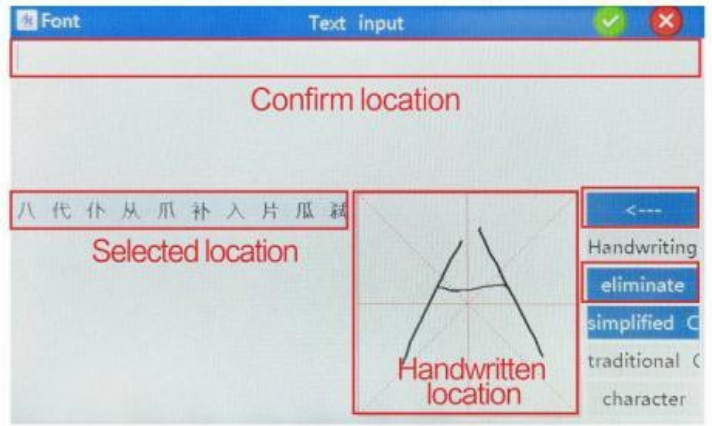 Font Text input
Confirm location
八 代 仆 从 爪 补 入 片 瓜
Selected location
<---
Handwriting
eliminate
simplified C
traditional C
character
A
Handwritten
location